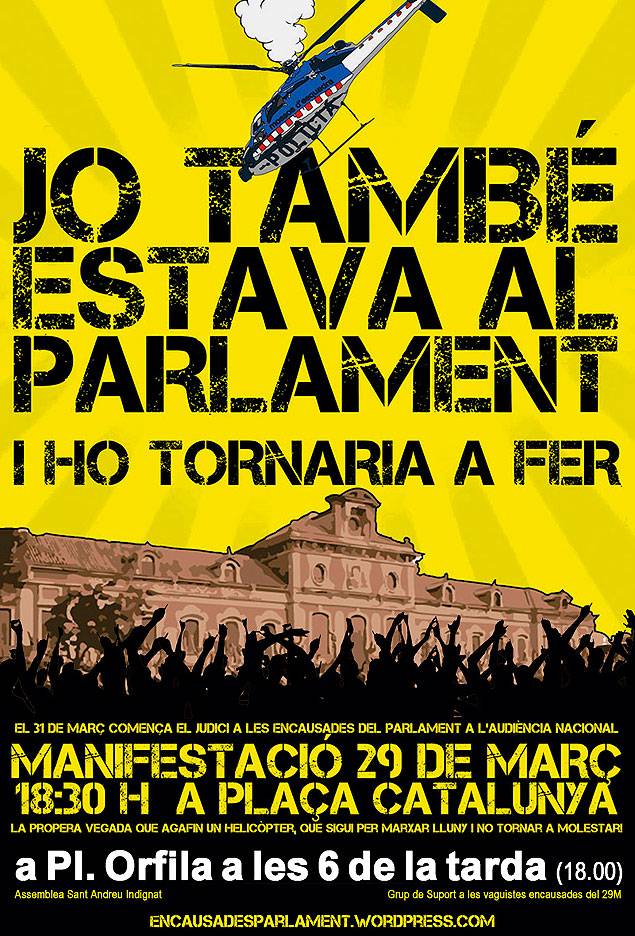 mossos d'esquadra
POLICIA
JO TAMBÉ
ESTAVA AL
PARLAMENT
I HO TORNARIA A FER
EL 31 DE MARÇ COMENÇA EL JUDICI A LES ENCAUSADES DEL PARLAMENT A L'AUDIÈNCIA NACIONAL
MANIFESTACIÓ 29 DE MARÇ
18:30 H A PLAÇA CATALUNYA
LA PROPERA VEGADA QUE AGAFIN UN HELICÒPTER, QUE SIGUI PER MARXAR LLUNY I NO TORNAR A MOLESTAR!
a Pl. Orfila a les 6 de la tarda (18.00)
Assemblea Sant Andreu Indignat
Grup de Suport a les vaguistes encausades del 29M
ENCAUSADESPARLAMENT.WORDPRESS.COM